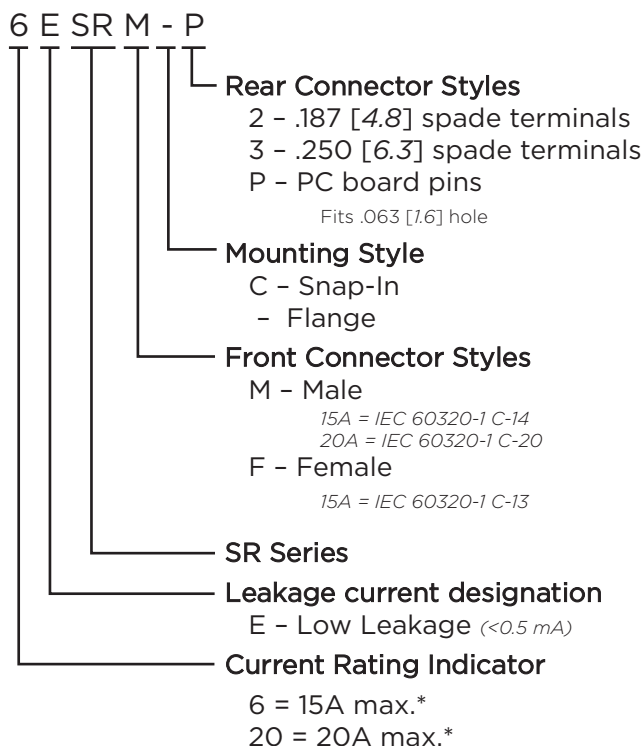 6 E SR M - P
Rear Connector Styles
2 – .187 [4.8] spade terminals
3 – .250 [6.3] spade terminals
P – PC board pins
Fits .063 [1.6] hole
Mounting Style
C – Snap-In
– Flange
Front Connector Styles
M – Male
15A = IEC 60320-1 C-14
20A = IEC 60320-1 C-20
F – Female
15A = IEC 60320-1 C-13
SR Series
Leakage current designation
E – Low Leakage (<0.5 mA)
Current Rating Indicator
6 = 15A max.*
20 = 20A max.*